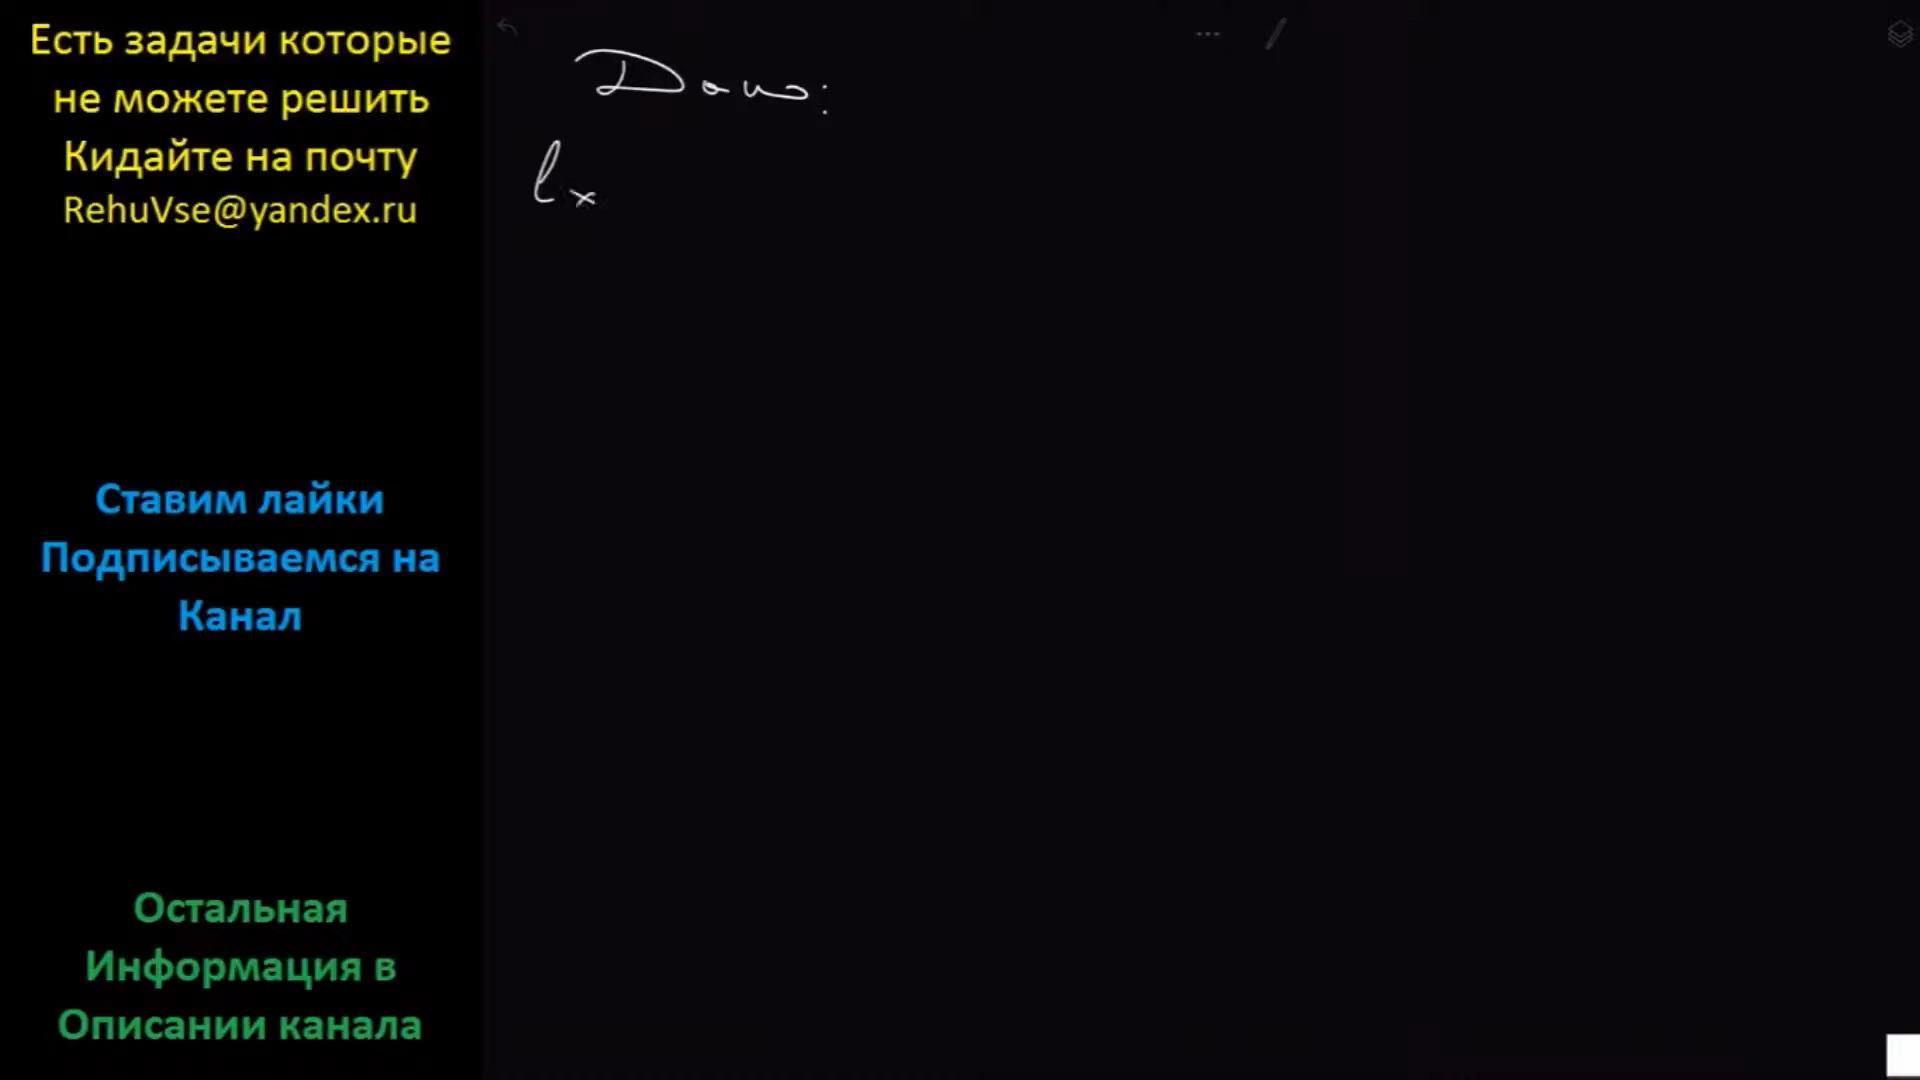 Есть задачи которые
не можете решить
Кидайте на почту
RehuVse@yandex.ru
Ставим лайки
Подписываемся на
Канал
Остальная
Информация в
Описании канала
Дано:
lx